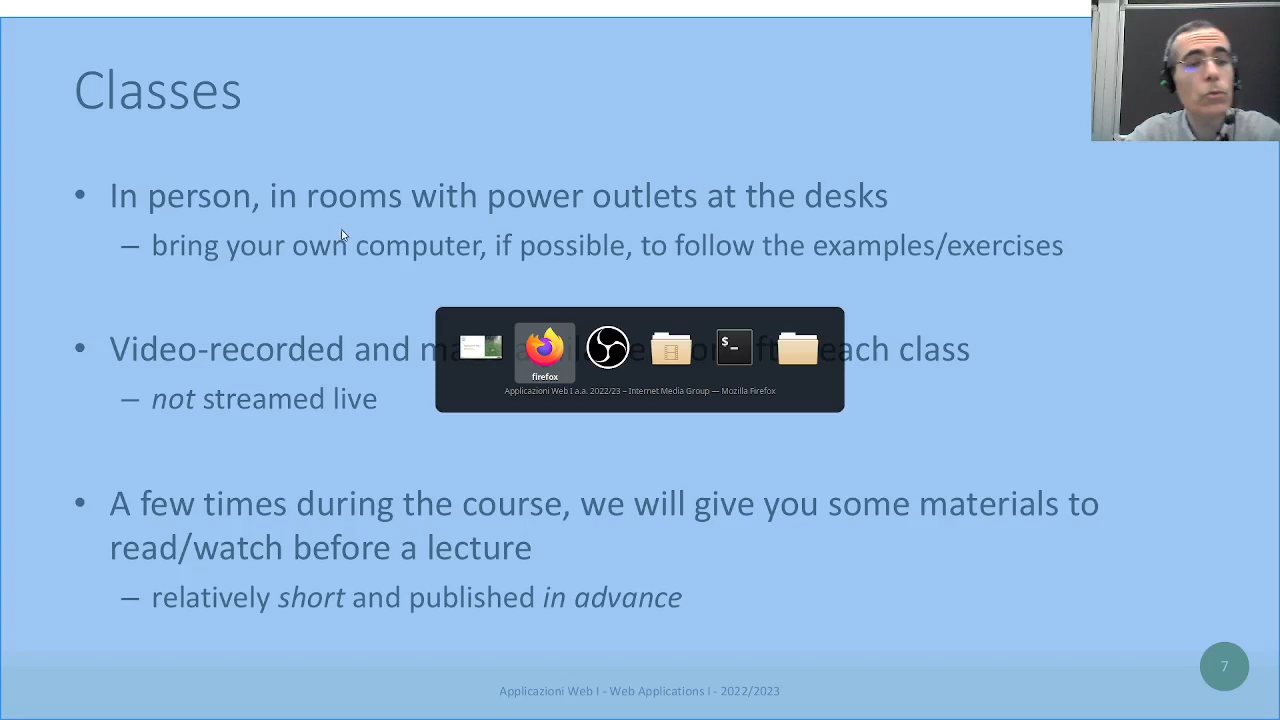 Classes
• In person, in rooms with power outlets at the desks
– bring your own computer, if possible, to follow the examples/exercises
• Video-recorded and each class
$_
firefox
Applicazioni Web I a.a. 2022/23 – Internet Media Group — Mozilla Firefox
– not streamed live
• A few times during the course, we will give you some materials to
read/watch before a lecture
– relatively short and published in advance
7
Applicazioni Web I - Web Applications I - 2022/2023